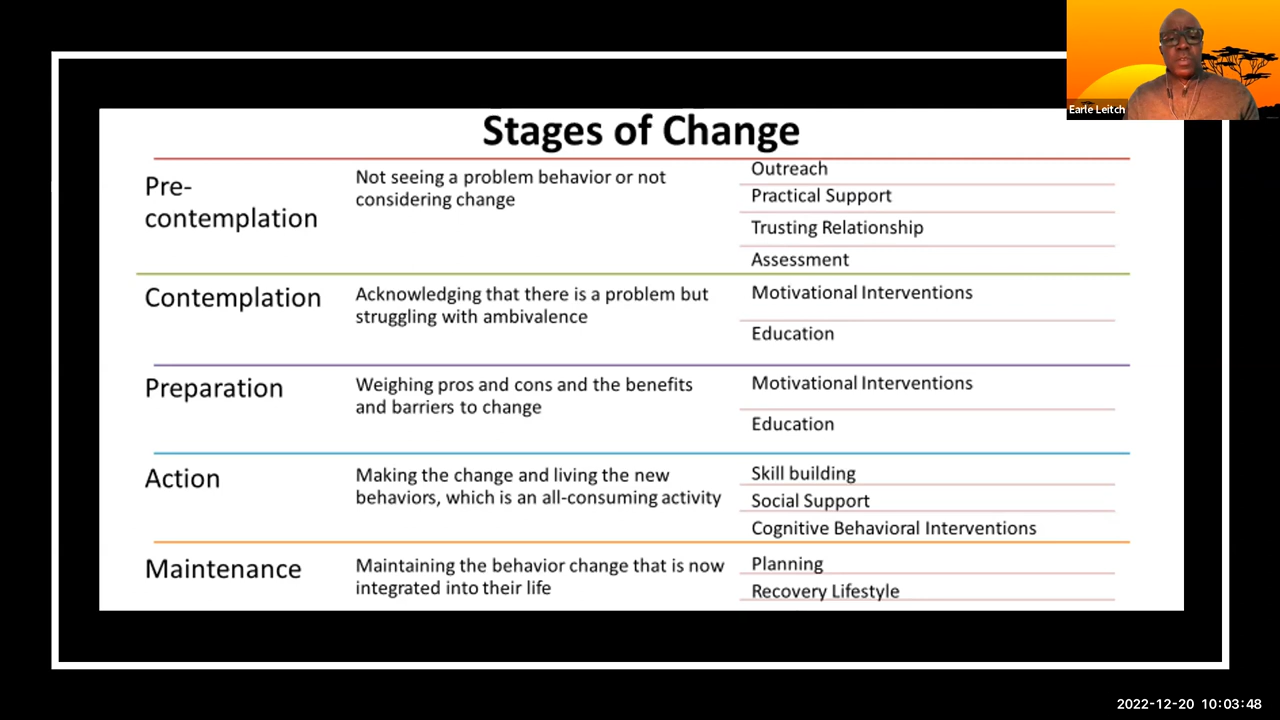 Earle Leitch
Stages of Change
Pre-
contemplation
Not seeing a problem behavior or not
considering change
Outreach
Practical Support
Trusting Relationship
Assessment
Contemplation
Acknowledging that there is a problem but
struggling with ambivalence
Motivational Interventions
Education
Preparation
Weighing pros and cons and the benefits
and barriers to change
Motivational Interventions
Education
Action
Making the change and living the new
behaviors, which is an all-consuming activity
Skill building
Social Support
Cognitive Behavioral Interventions
Maintenance
Maintaining the behavior change that is now
integrated into their life
Planning
Recovery Lifestyle
2022-12-20 10:03:48